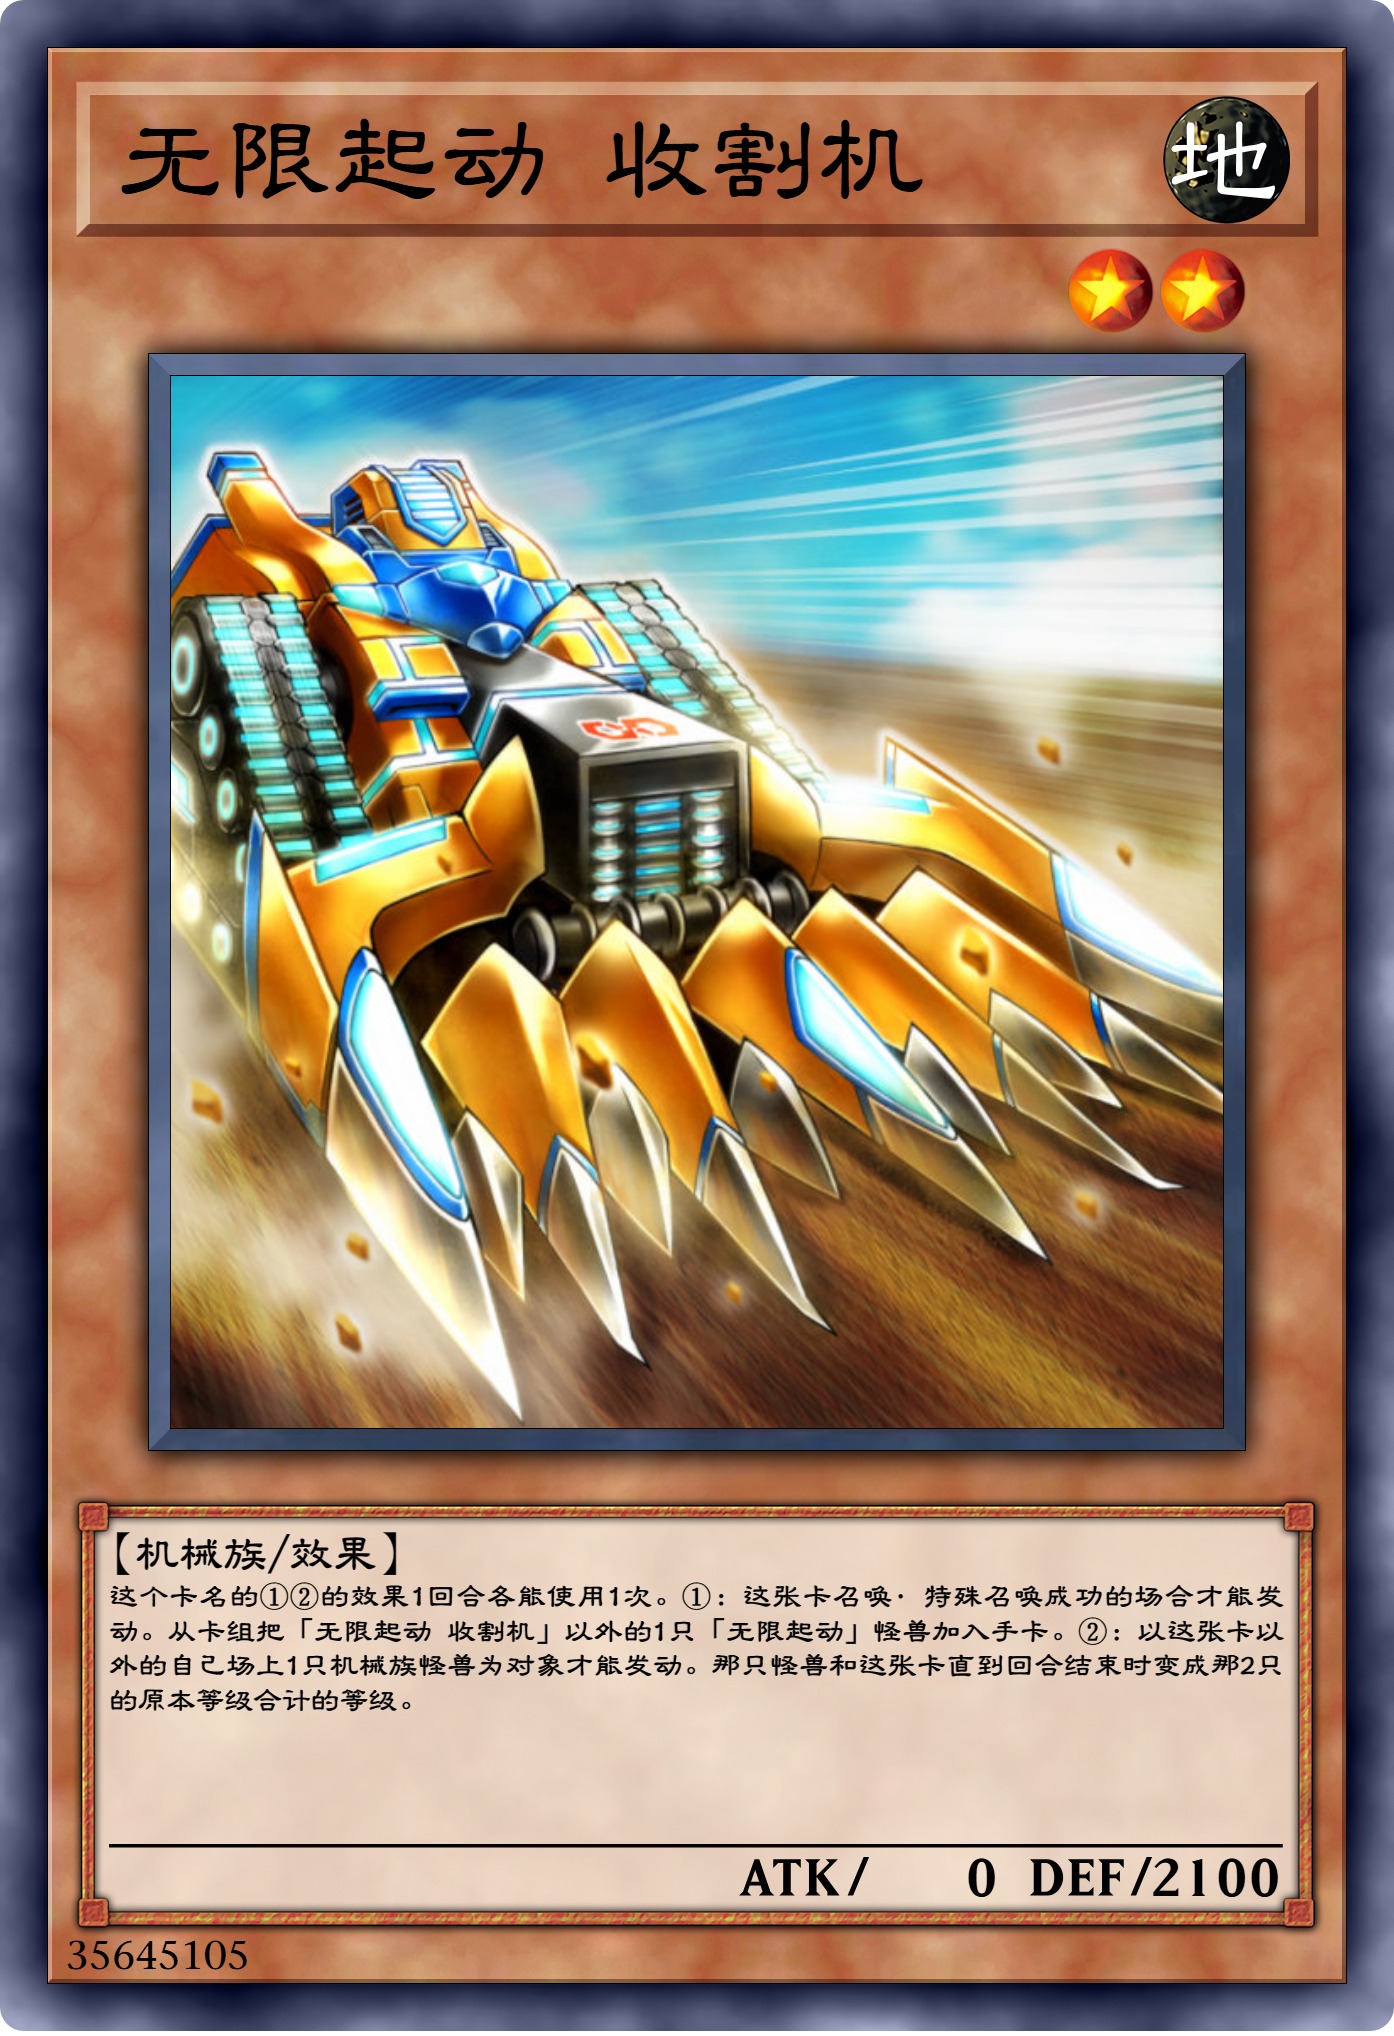 无限起动 收割机
地
【机械族/效果】
这个卡名的①②的效果1回合各能使用1次。①：这张卡召唤·特殊召唤成功的场合才能发
动。从卡组把「无限起动 收割机」以外的1只「无限起动」怪兽加入手卡。②：以这张卡以
外的自己场上1只机械族怪兽为对象才能发动。那只怪兽和这张卡直到回合结束时变成那2只
的原本等级合计的等级。
ATK/ 0 DEF/2100
35645105